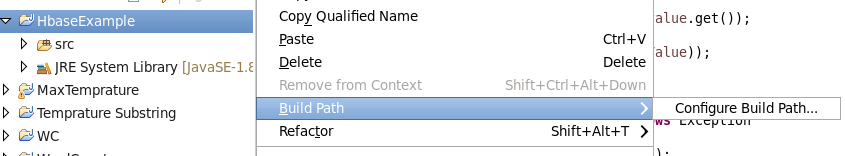 HbaseExample
src
JRE System Library [JavaSE-1.8
MaxTemprature
Temprature Substring
WC
Copy Qualified Name
Paste Ctrl+V
Delete Delete
Remove from Context Shift+Ctrl+Alt+Down
Build Path
Refactor Shift+Alt+T
Configure Build Path...
alue.get());
alue));
ws Exception
);